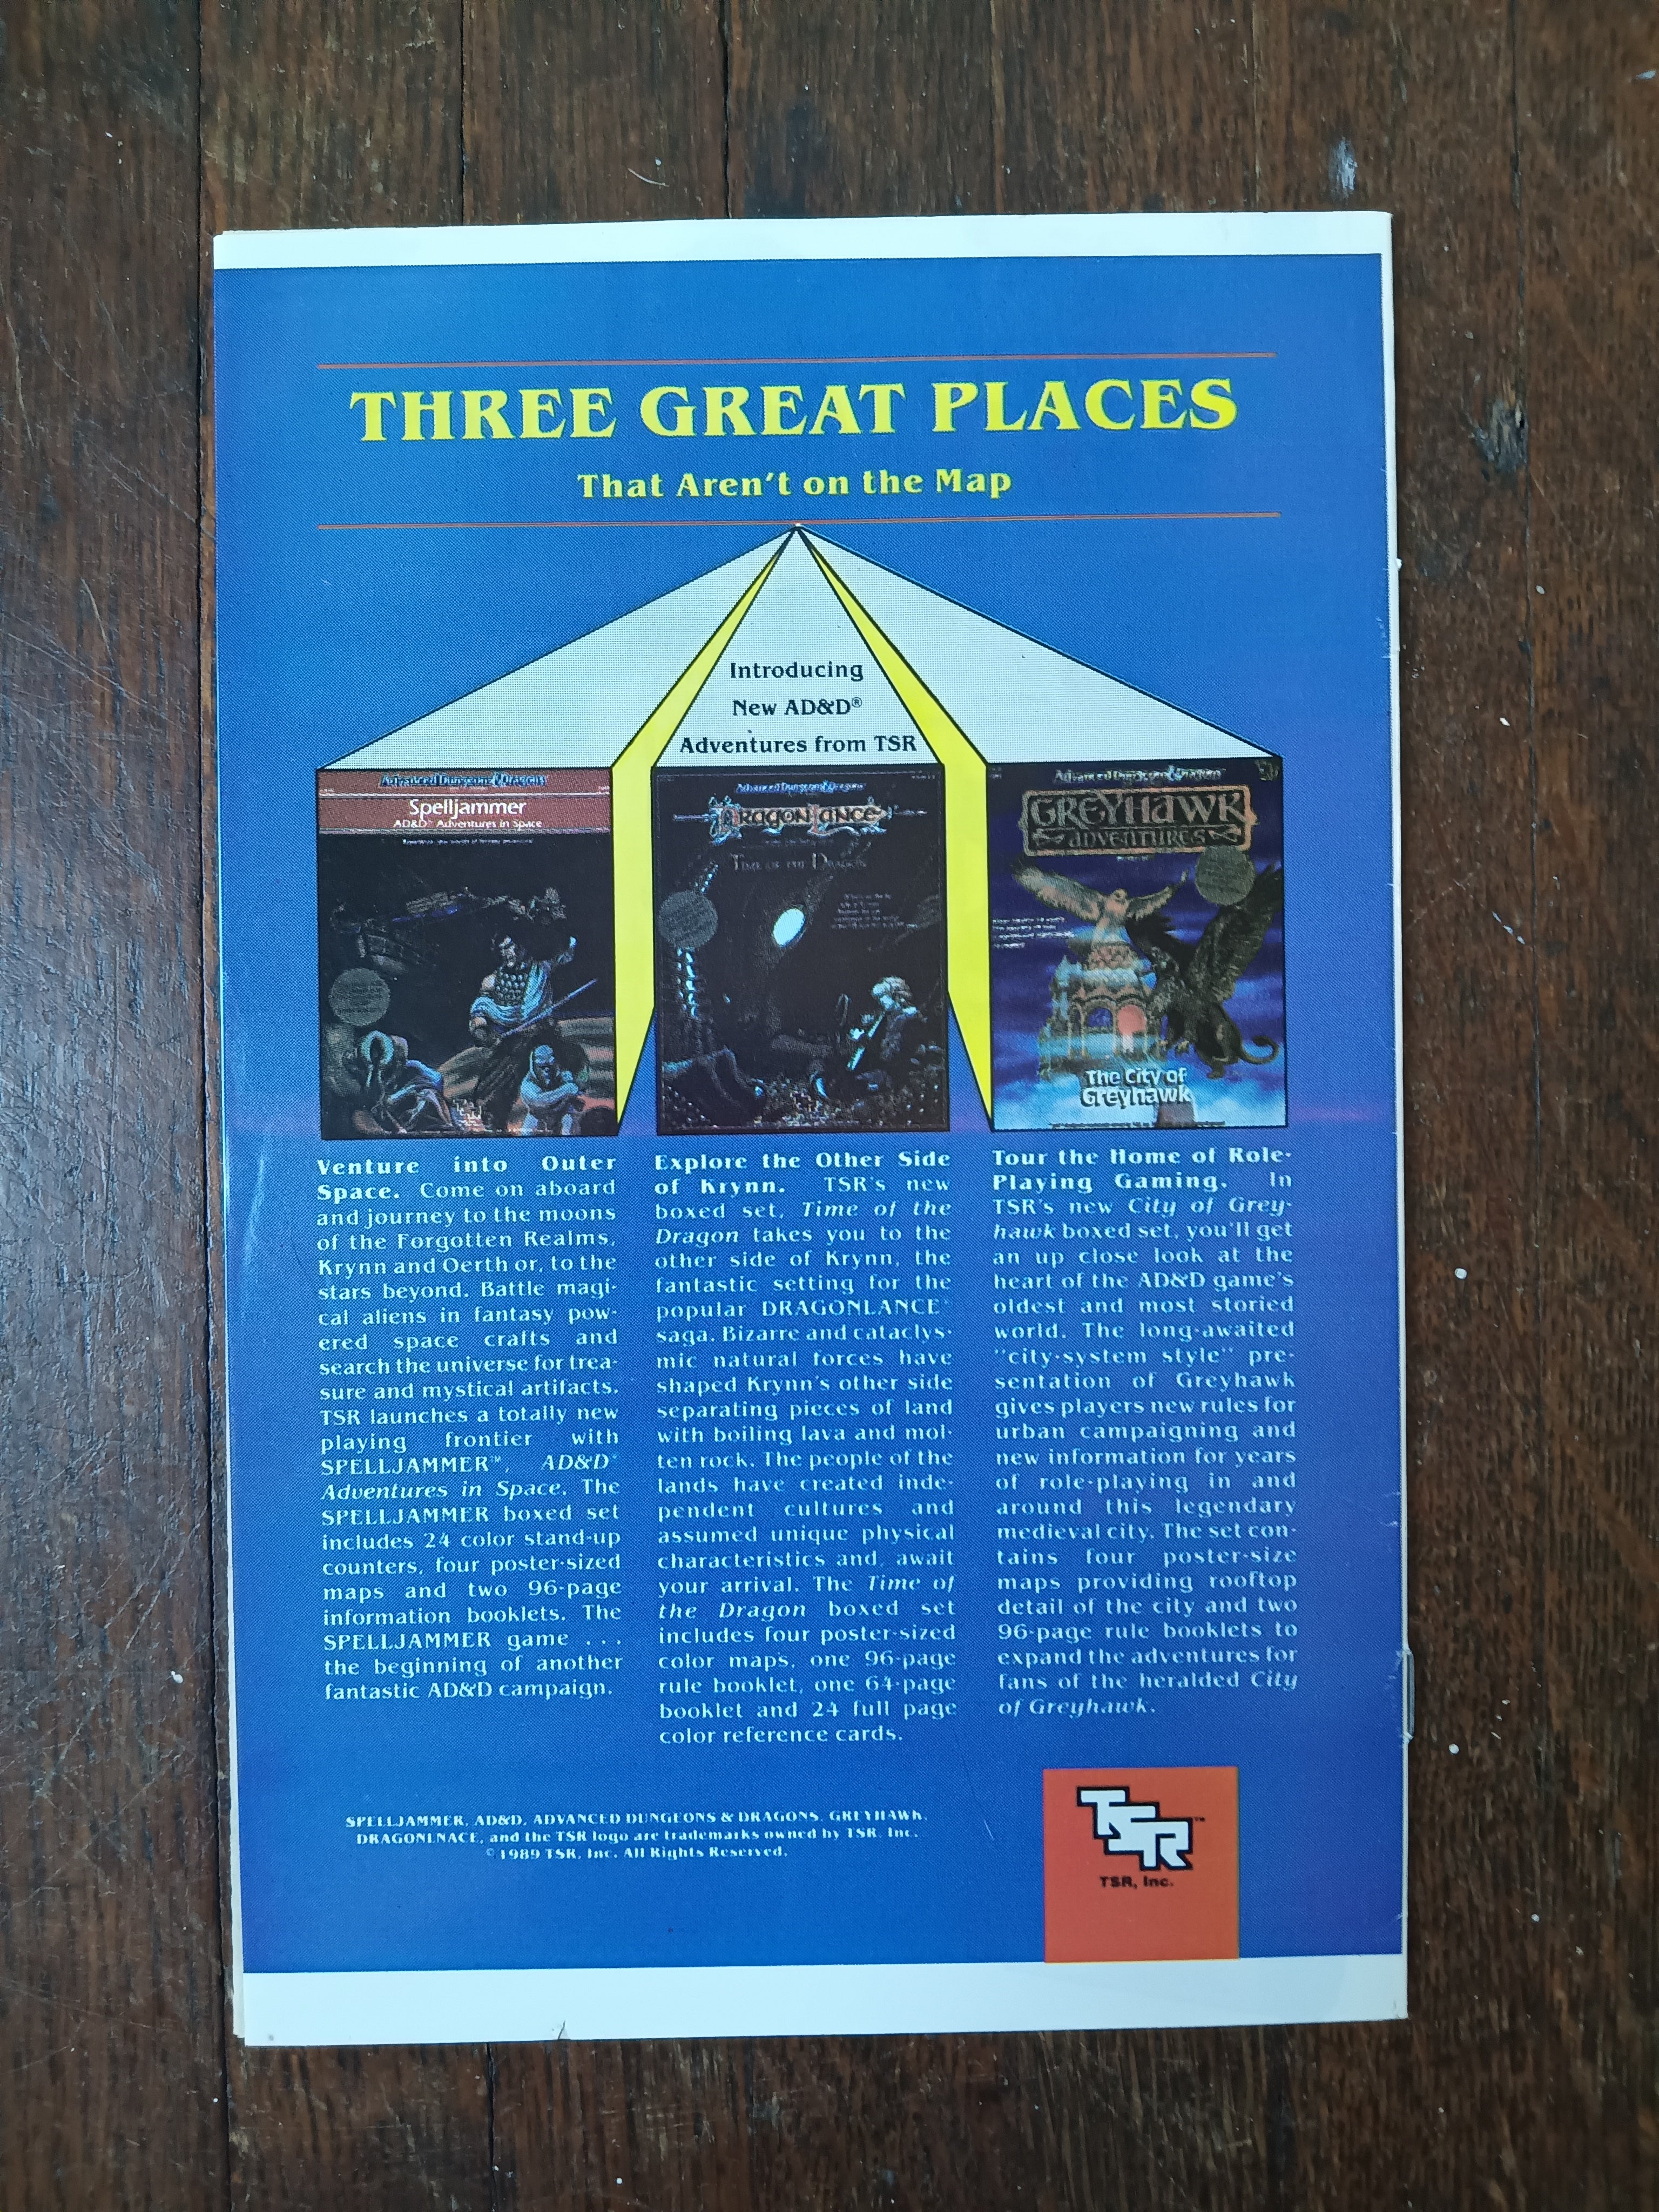 THREE GREAT PLACES
That Aren't on the Map
Introducing
New AD&D®
Adventures from TSR
Advanced Dungeons & Dragons
Spelljammer
AD&D™ Adventures in Space
Advanced Dungeons & Dragons
DRAGONLANCE
TIME OF THE DRAGON
Advanced Dungeons & Dragons
GREYHAWK
ADVENTURES
The City of
Greyhawk
Venture into Outer
Space. Come on aboard
and journey to the moons
of the Forgotten Realms,
Krynn and Oerth or, to the
stars beyond. Battle magi-
cal aliens in fantasy pow-
ered space crafts and
search the universe for trea-
sure and mystical artifacts.
TSR launches a totally new
playing frontier with
SPELLJAMMER™, AD&D®
Adventures in Space. The
SPELLJAMMER boxed set
includes 24 color stand-up
counters, four poster-sized
maps and two 96-page
information booklets. The
SPELLJAMMER game ...
the beginning of another
fantastic AD&D campaign.
Explore the Other Side
of Krynn. TSR's new
boxed set, Time of the
Dragon takes you to the
other side of Krynn, the
fantastic setting for the
popular DRAGONLANCE®
saga. Bizarre and cataclys-
mic natural forces have
shaped Krynn's other side
separating pieces of land
with boiling lava and mol-
ten rock. The people of the
lands have created inde-
pendent cultures and
assumed unique physical
characteristics and, await
your arrival. The Time of
the Dragon boxed set
includes four poster-sized
color maps, one 96-page
rule booklet, one 64-page
booklet and 24 full page
color reference cards.
Tour the Home of Role-
Playing Gaming. In
TSR's new City of Grey-
hawk boxed set, you'll get
an up close look at the
heart of the AD&D game's
oldest and most storied
world. The long-awaited
"city-system style" pre-
sentation of Greyhawk
gives players new rules for
urban campaigning and
new information for years
of role-playing in and
around this legendary
medieval city. The set con-
tains four poster-size
maps providing rooftop
detail of the city and two
96-page rule booklets to
expand the adventures for
fans of the heralded City
of Greyhawk.
SPELLJAMMER, AD&D, ADVANCED DUNGEONS & DRAGONS, GREYHAWK,
DRAGONLNACE, and the TSR logo are trademarks owned by TSR, Inc.
©1989 TSR, Inc. All Rights Reserved.
TSR™
TSR, Inc.